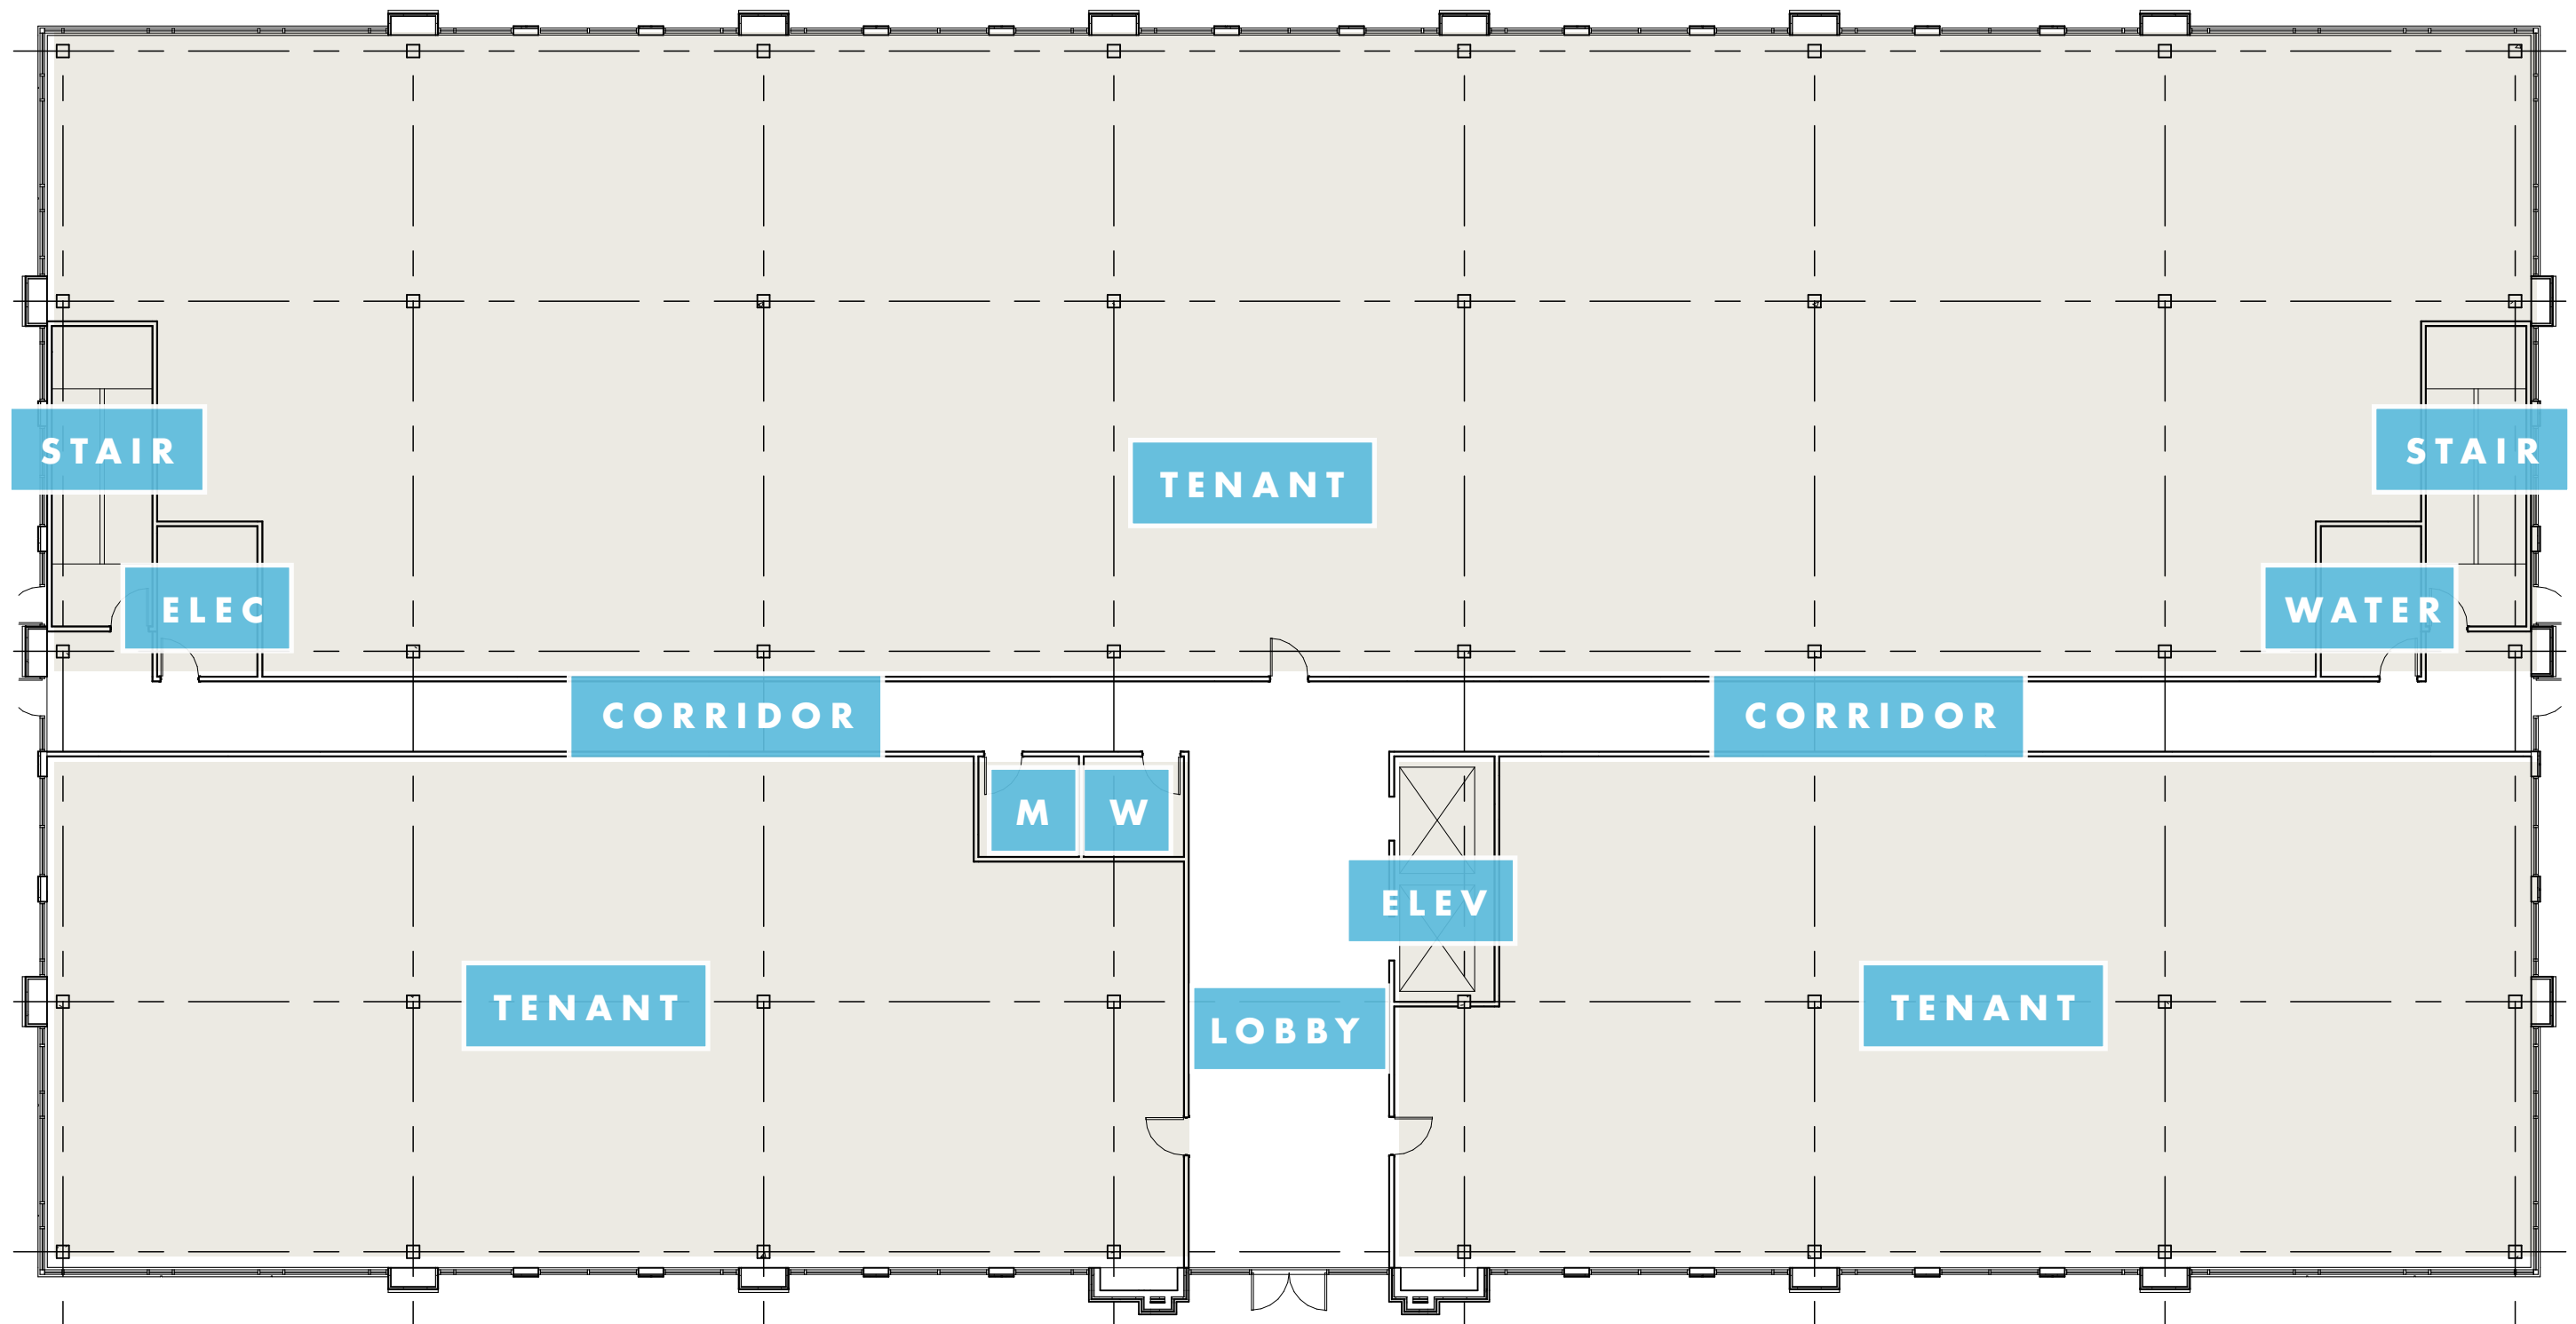 STAIR
STAIR
TENANT
ELEC
WATER
CORRIDOR
CORRIDOR
M
W
ELEV
TENANT
LOBBY
TENANT